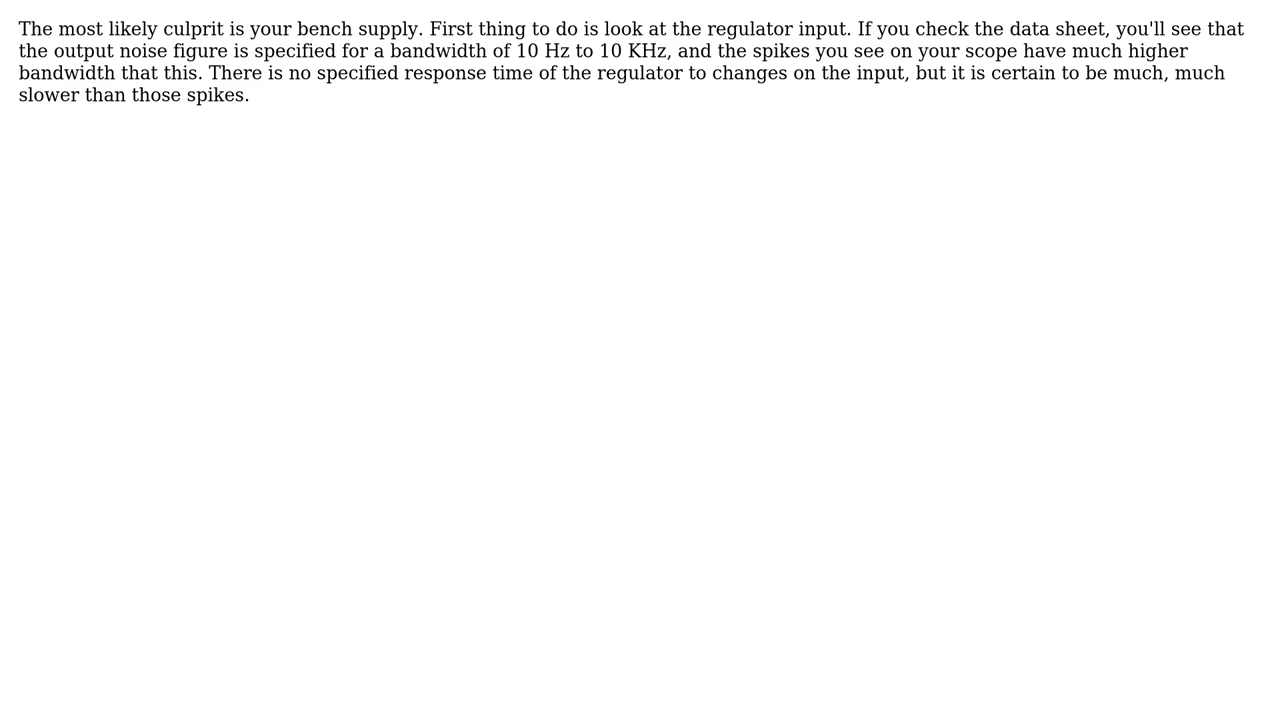 The most likely culprit is your bench supply. First thing to do is look at the regulator input. If you check the data sheet, you'll see that
the output noise figure is specified for a bandwidth of 10 Hz to 10 KHz, and the spikes you see on your scope have much higher
bandwidth that this. There is no specified response time of the regulator to changes on the input, but it is certain to be much, much
slower than those spikes.